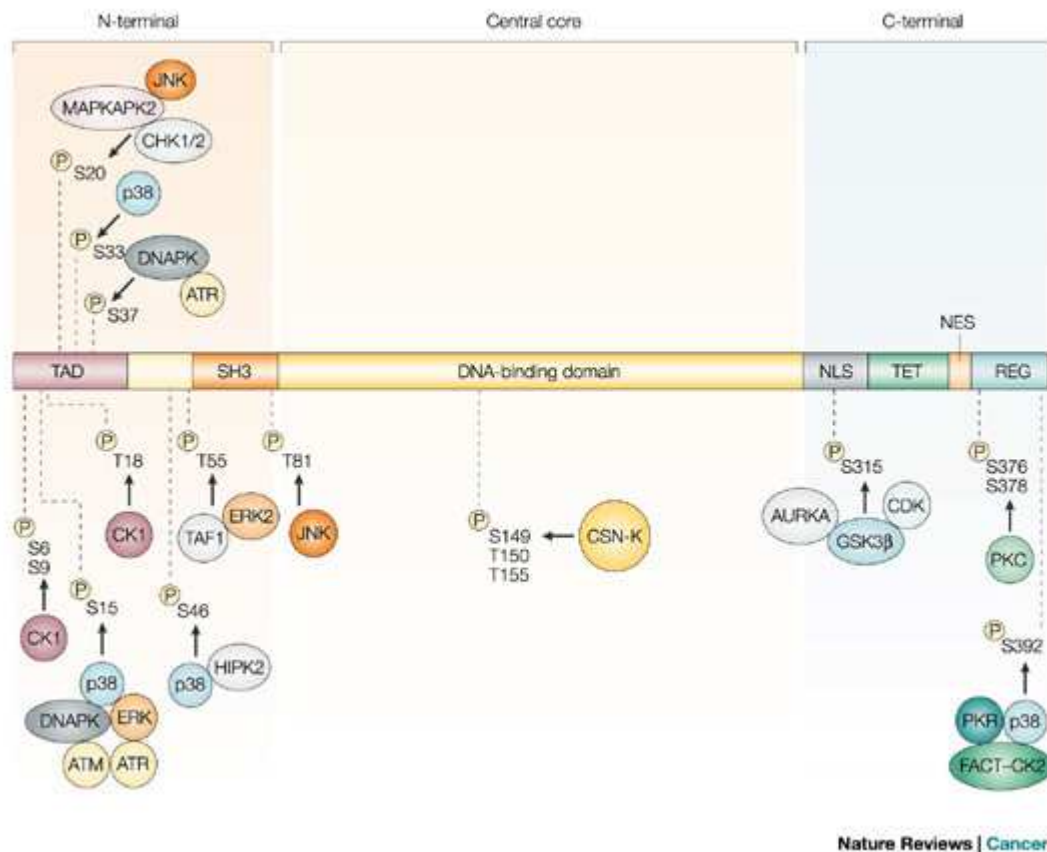 N-terminal Central core C-terminal
JNK
MAPKAPK2
CHK1/2
P
S20
p38
P
S33
DNAPK
ATR
P
S37
NES
TAD SH3 DNA-binding domain NLS TET REG
P
T18
CK1
P
T55
TAF1
ERK2
P
T81
JNK
P
S6
S9
CK1
P
S15
p38
DNAPK
ERK
ATM
ATR
P
S46
p38
HIPK2
P
S149
T150
T155
CSN-K
P
S315
AURKA
GSK3β
CDK
P
S376
S378
PKC
P
S392
PKR
p38
FACT–CK2
Nature Reviews | Cancer